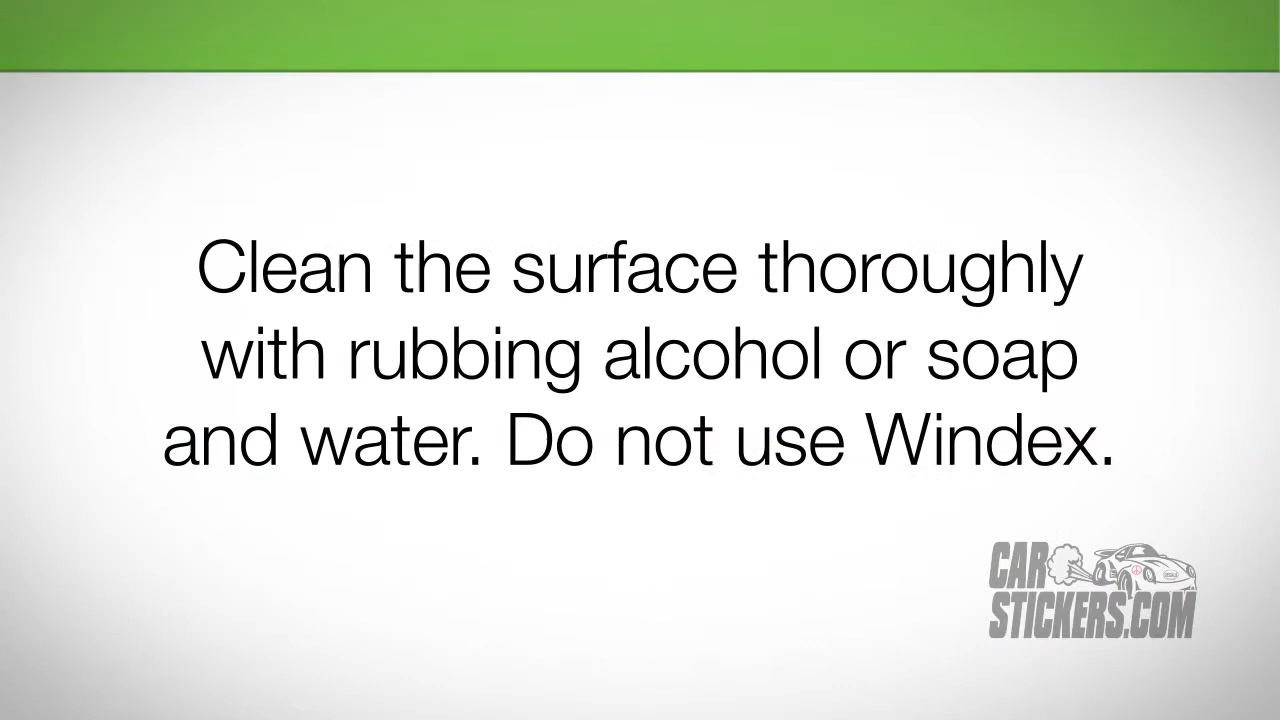 Clean the surface thoroughly
with rubbing alcohol or soap
and water. Do not use Windex.
CAR
STICKERS.COM